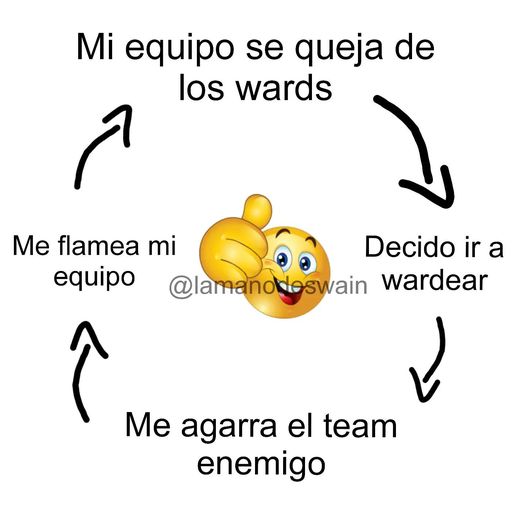 Mi equipo se queja de
los wards
Decido ir a
wardear
Me agarra el team
enemigo
Me flamea mi
equipo
@lamanodeswain